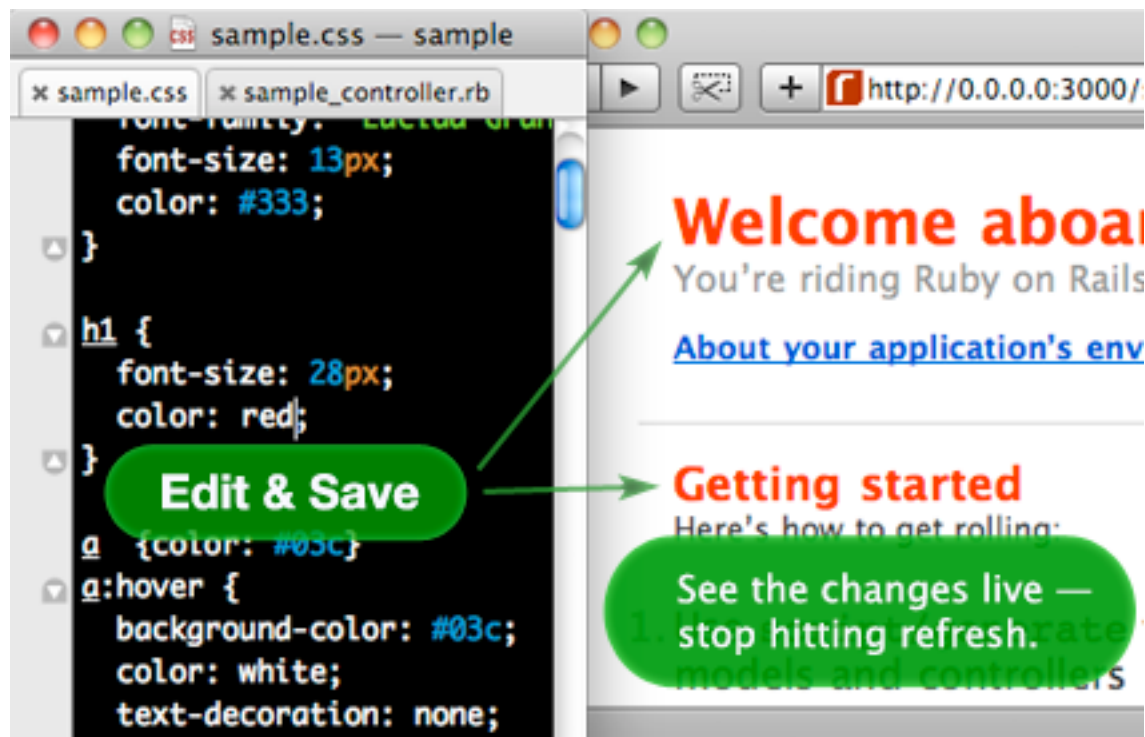 sample.css — sample
sample.css
sample_controller.rb
font-family:
font-size: 13px;
color: #333;
}
h1 {
font-size: 28px;
color: red;
}
Edit & Save
a {color: #03c}
a:hover {
background-color: #03c;
color: white;
text-decoration: none;
http://0.0.0.0:3000/
Welcome aboar
You're riding Ruby on Rails
About your application's env
Getting started
Here's how to get rolling:
See the changes live —
stop hitting refresh.
1.
models and controllers